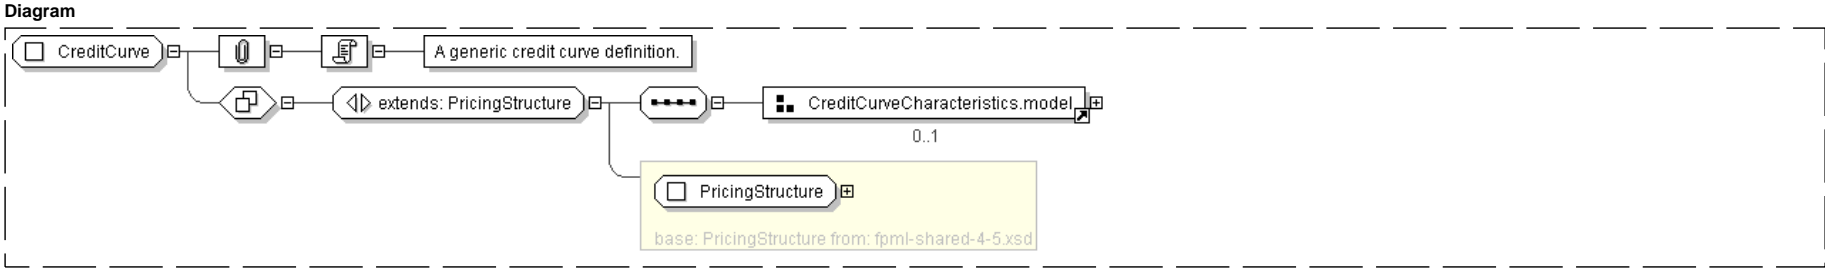 Diagram
CreditCurve
A generic credit curve definition.
extends: PricingStructure
CreditCurveCharacteristics.model
0..1
PricingStructure
base: PricingStructure from: fpml-shared-4-5.xsd